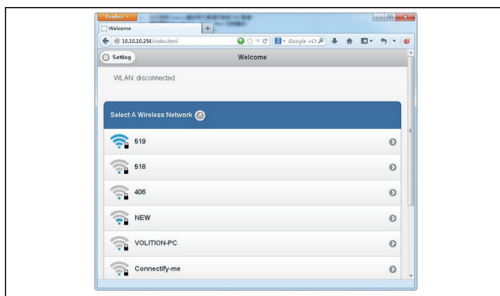 Firefox
Welcome
10.10.10.254/index.html
Google
Setting
Welcome
WLAN: disconnected
Select A Wireless Network
519
518
406
NEW
VOLITION-PC
Connectify-me